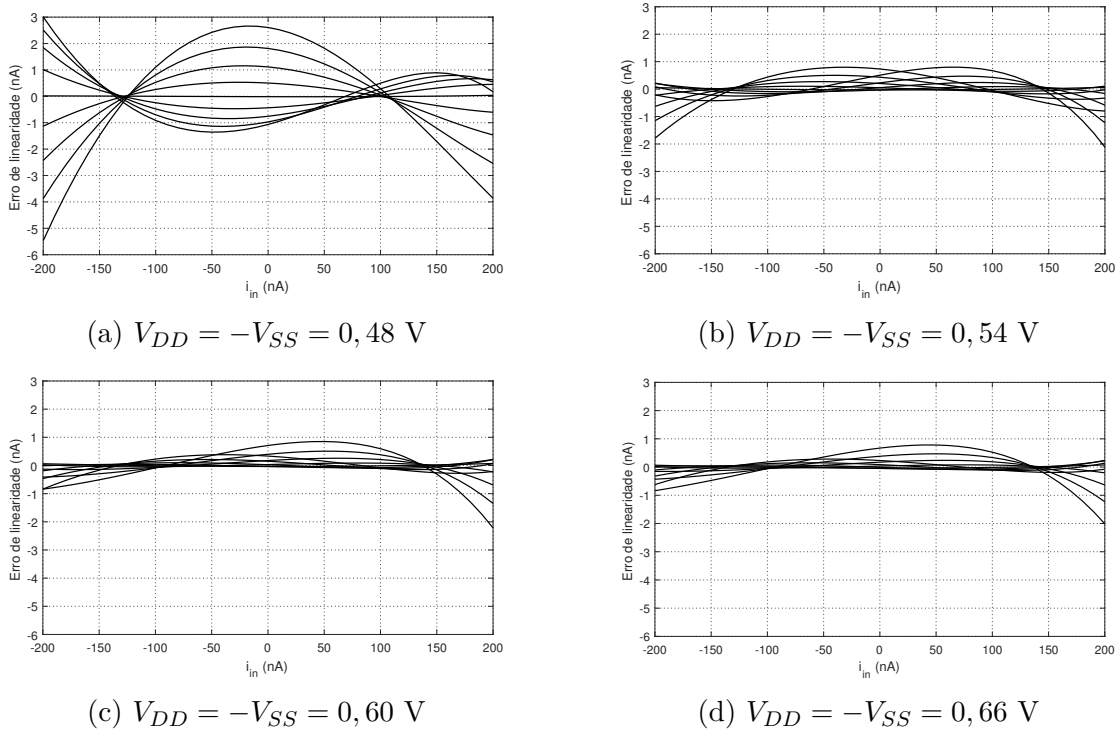 3
2
1
0
-1
-2
-3
-4
-5
-6
Erro de linearidade (nA)
-200 -150 -100 -50 0 50 100 150 200
i_in (nA)
(a) V_DD = −V_SS = 0,48 V
3
2
1
0
-1
-2
-3
-4
-5
-6
Erro de linearidade (nA)
-200 -150 -100 -50 0 50 100 150 200
i_in (nA)
(b) V_DD = −V_SS = 0,54 V
3
2
1
0
-1
-2
-3
-4
-5
-6
Erro de linearidade (nA)
-200 -150 -100 -50 0 50 100 150 200
i_in (nA)
(c) V_DD = −V_SS = 0,60 V
3
2
1
0
-1
-2
-3
-4
-5
-6
Erro de linearidade (nA)
-200 -150 -100 -50 0 50 100 150 200
i_in (nA)
(d) V_DD = −V_SS = 0,66 V